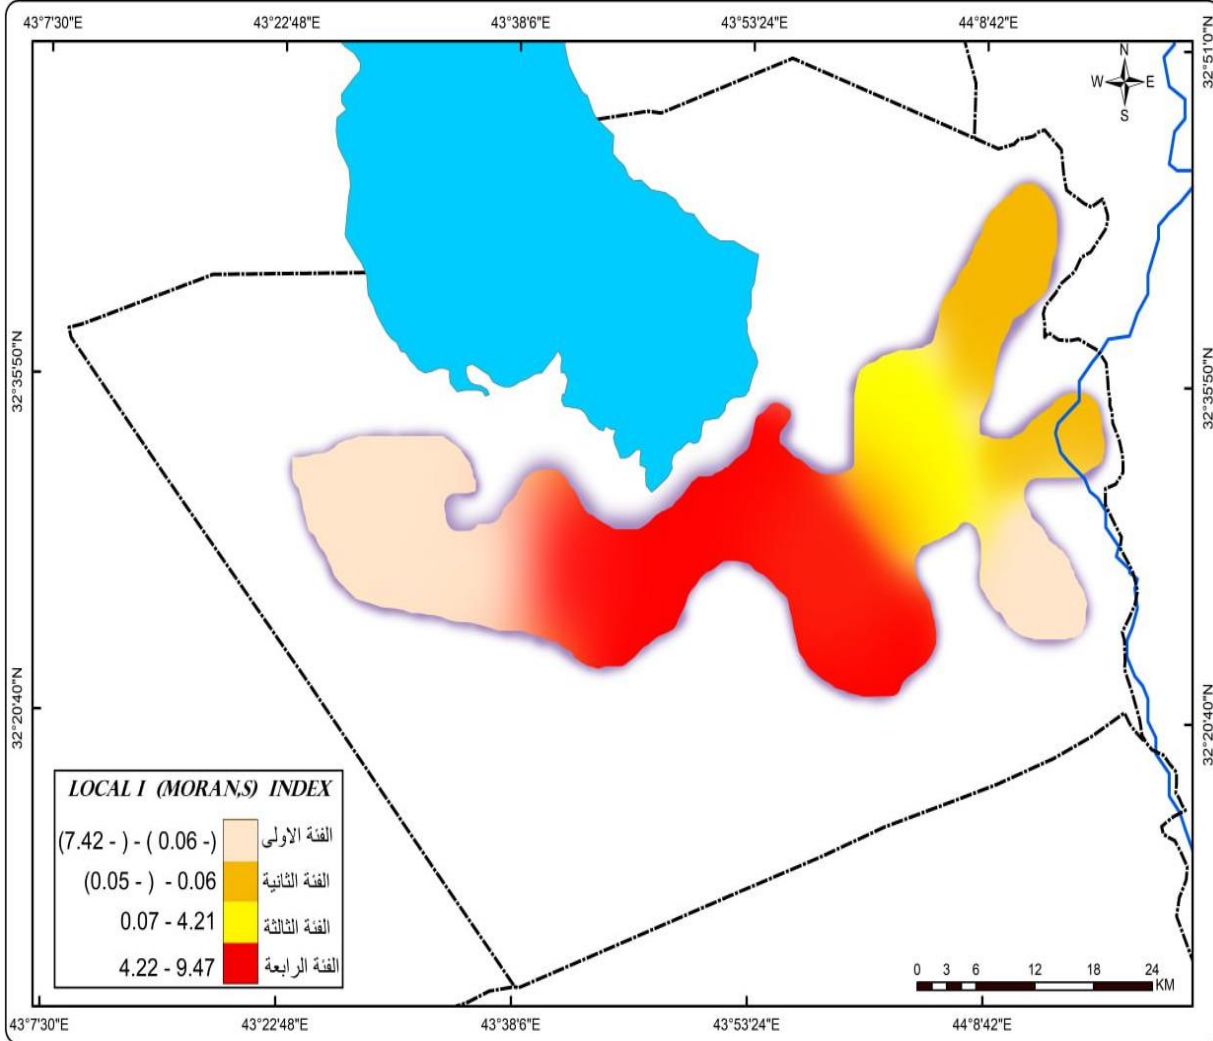 43°7'30"E 43°22'48"E 43°38'6"E 43°53'24"E 44°8'42"E
32°51'0"N
N
W E
S
32°35'50"N 32°35'50"N
32°20'40"N 32°20'40"N
LOCAL I (MORAN,S) INDEX
(7.42 - ) - ( 0.06 -) الفئة الاولى
(0.05 - ) - 0.06 الفئة الثانية
0.07 - 4.21 الفئة الثالثة
4.22 - 9.47 الفئة الرابعة
0 3 6 12 18 24
KM
43°7'30"E 43°22'48"E 43°38'6"E 43°53'24"E 44°8'42"E